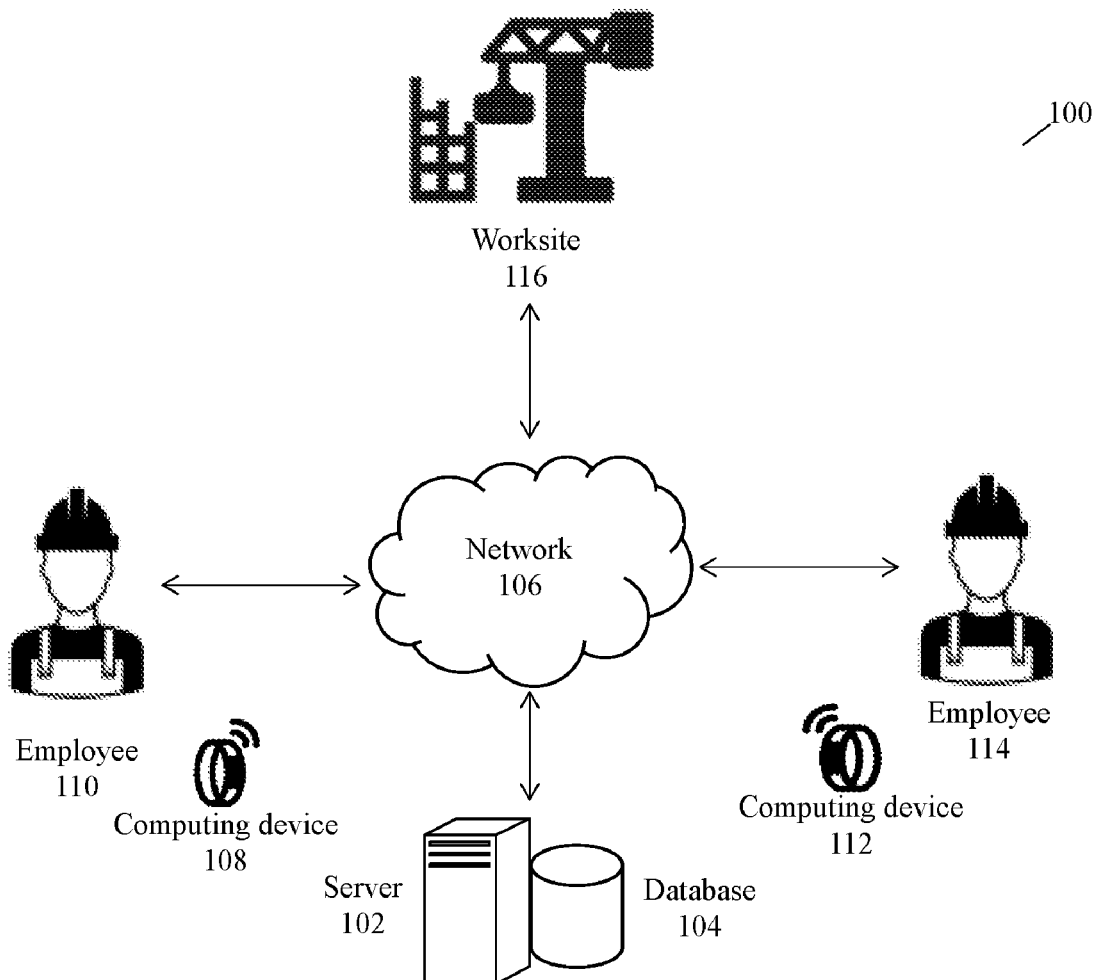 100
Worksite
116
Network
106
Employee
110
Employee
114
Computing device
108
Computing device
112
Server
102
Database
104